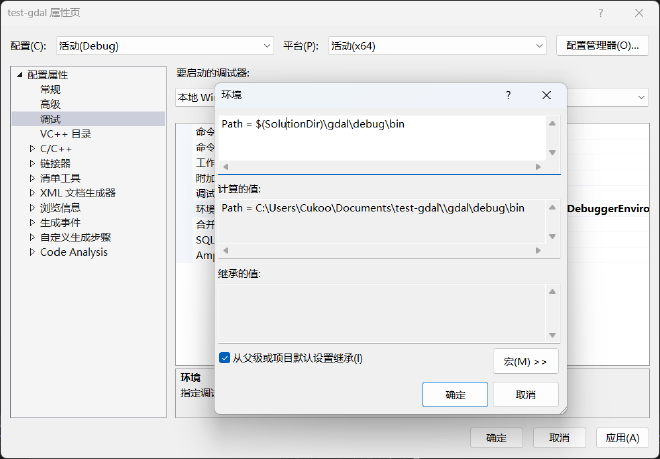 test-gdal 属性页
配置(C): 活动(Debug) 平台(P): 活动(x64) 配置管理器(O)...
配置属性
常规
高级
调试
VC++ 目录
C/C++
链接器
清单工具
XML 文档生成器
浏览信息
生成事件
自定义生成步骤
Code Analysis
要启动的调试器:
本地 Win
命令
命令
工作
附加
调试
环境
合并
SQL
Amp
DebuggerEnviro
环境
指定调试
环境
Path = $(SolutionDir)\gdal\debug\bin
计算的值:
Path = C:\Users\Cukoo\Documents\test-gdal\\gdal\debug\bin
继承的值:
从父级或项目默认设置继承(I)
宏(M) >>
确定 取消
确定 取消 应用(A)